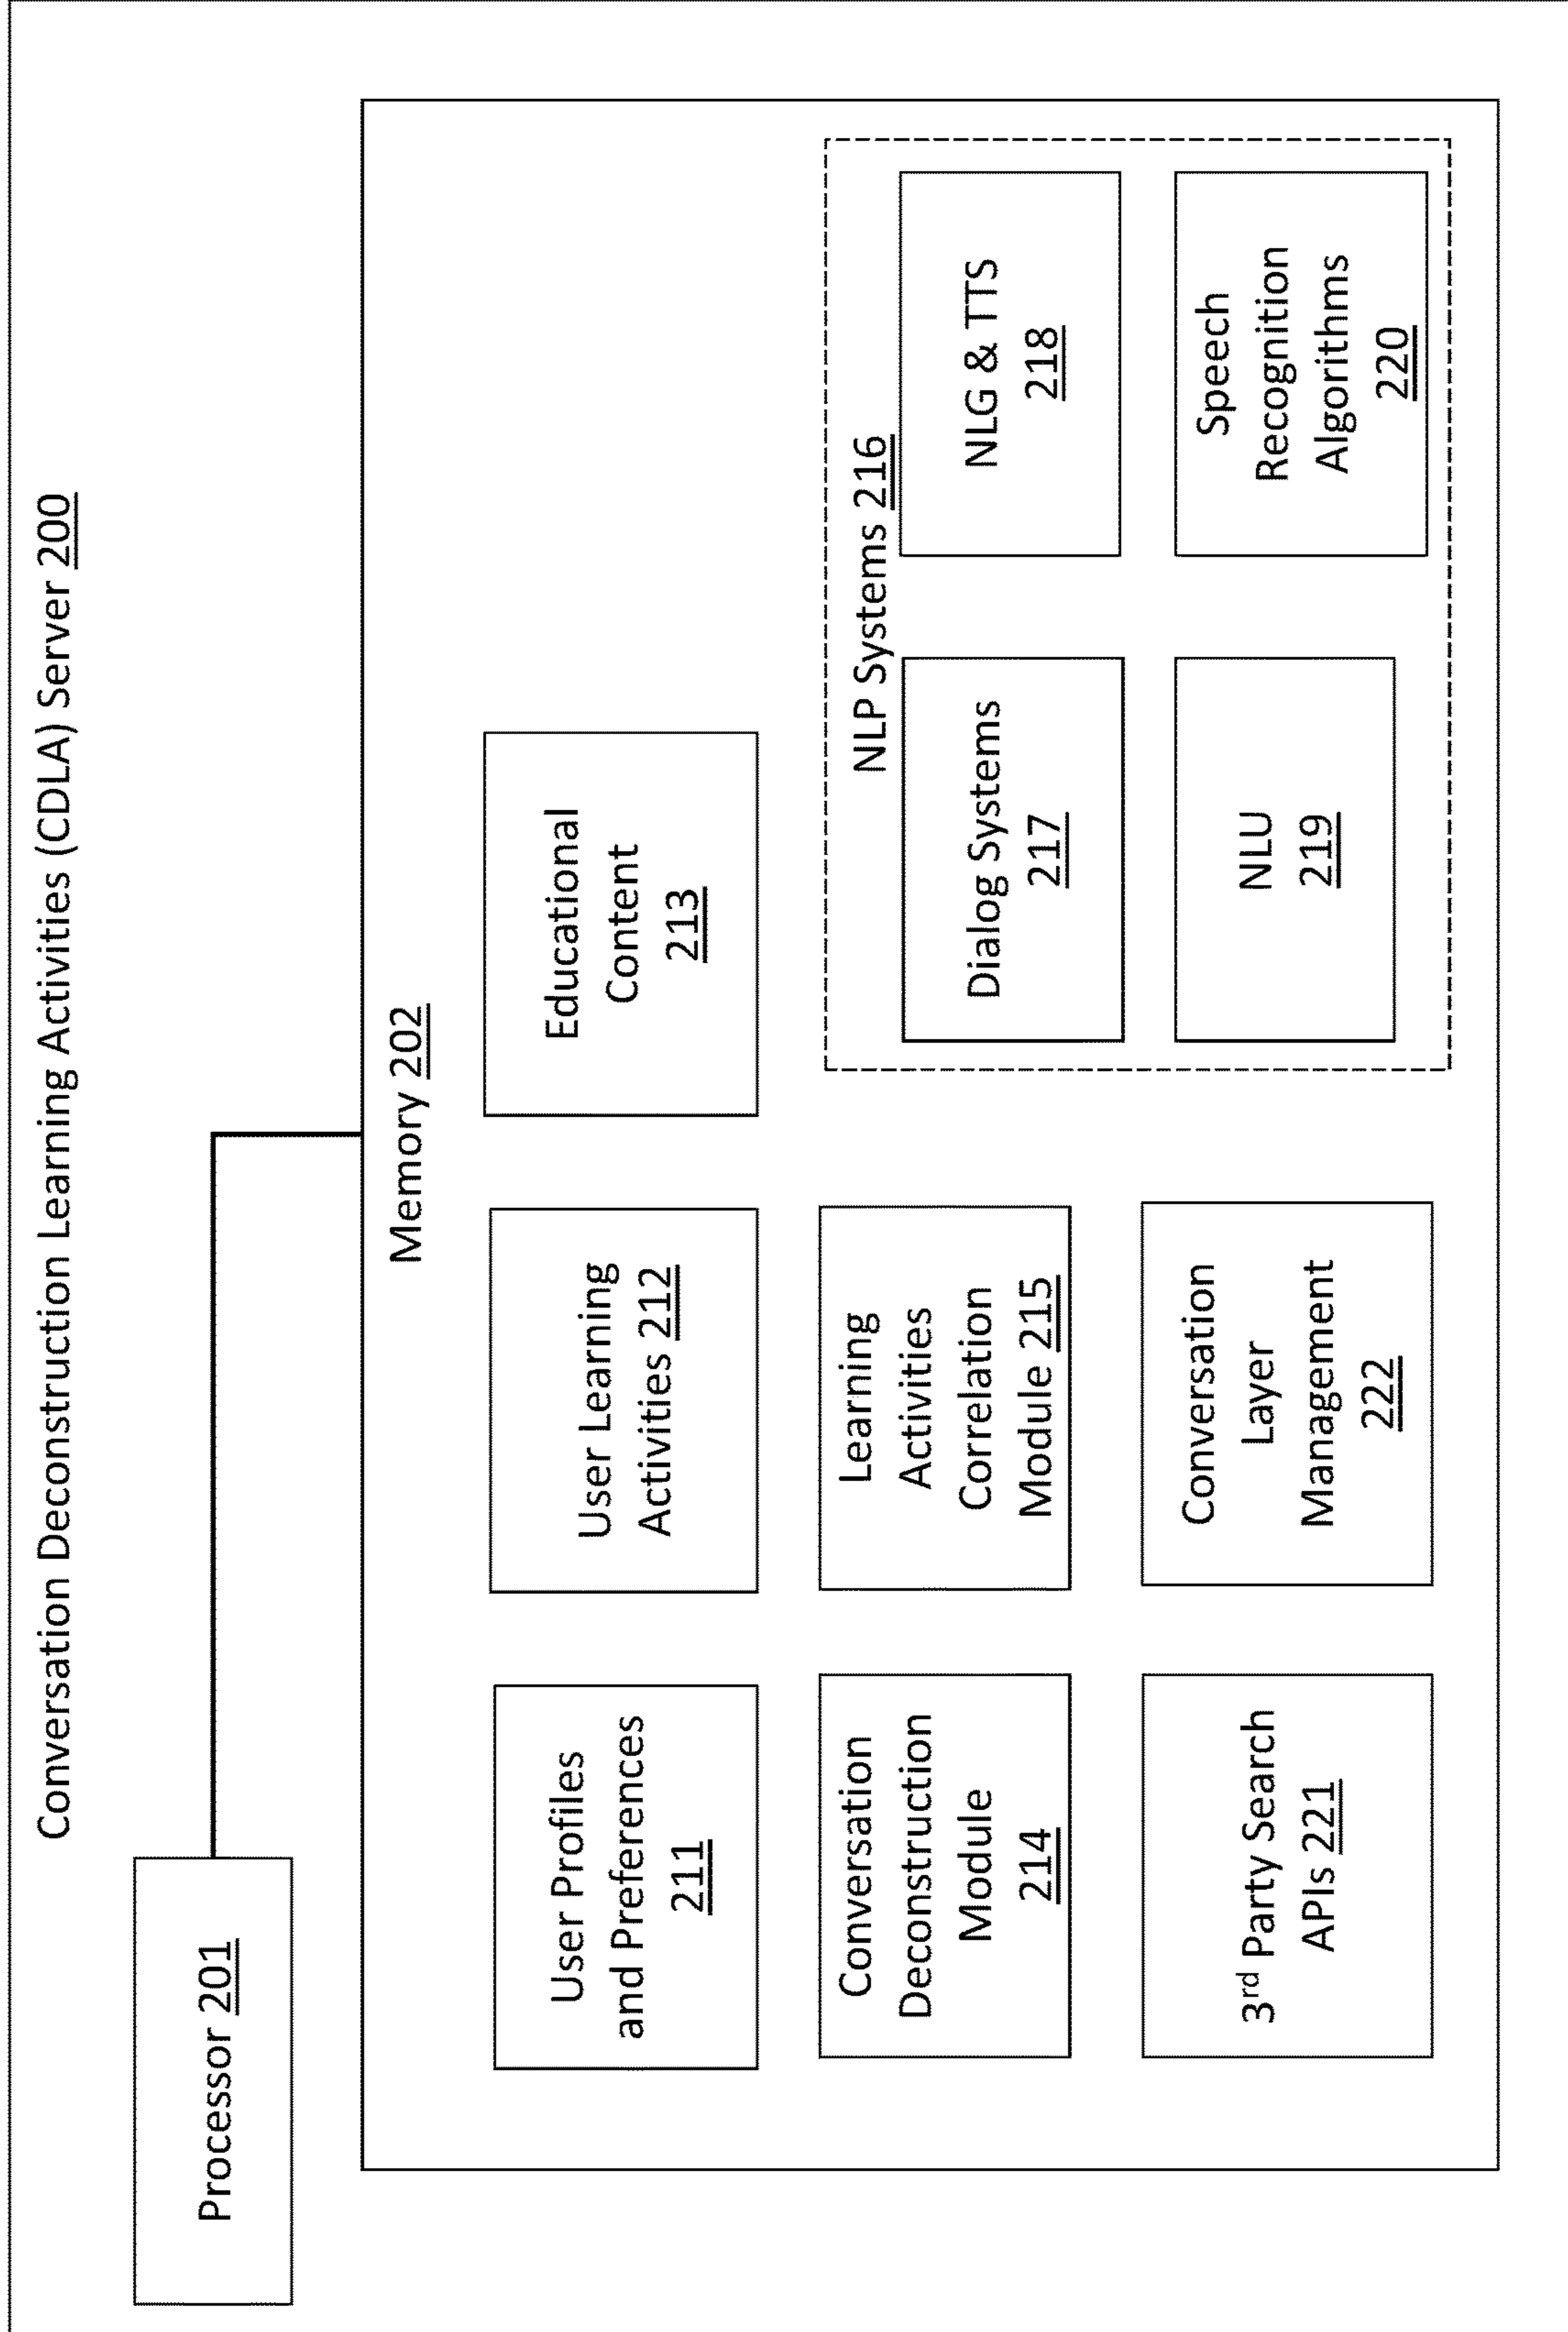 Conversation Deconstruction Learning Activities (CDLA) Server 200
Processor 201
Memory 202
User Profiles
and Preferences
211
User Learning
Activities 212
Educational
Content
213
Conversation
Deconstruction
Module
214
Learning
Activities
Correlation
Module 215
NLP Systems 216
Dialog Systems
217
NLG & TTS
218
NLU
219
Speech
Recognition
Algorithms
220
3rd Party Search
APIs 221
Conversation
Layer
Management
222